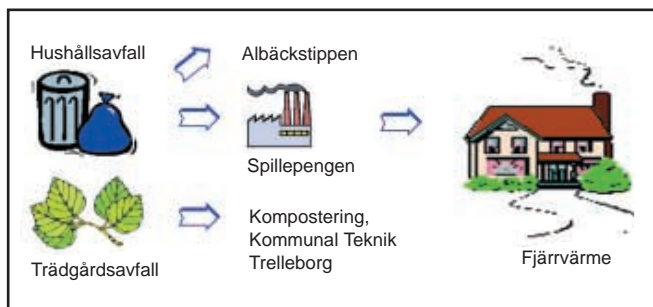 Hushållsavfall
Albäckstippen
Spillepengen
Trädgårdsavfall
Kompostering,
Kommunal Teknik
Trelleborg
Fjärrvärme